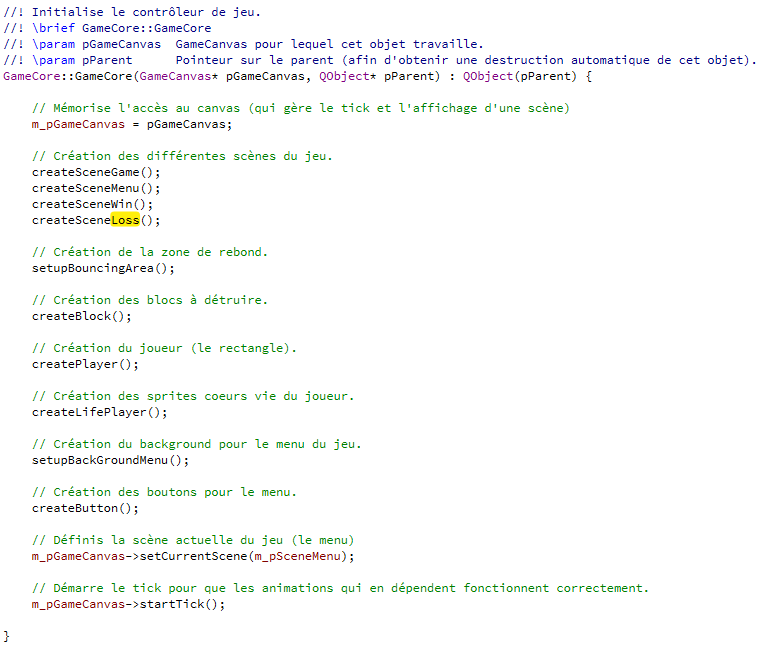 //! Initialise le contrôleur de jeu.
//! \brief GameCore::GameCore
//! \param pGameCanvas  GameCanvas pour lequel cet objet travaille.
//! \param pParent      Pointeur sur le parent (afin d'obtenir une destruction automatique de cet objet).
GameCore::GameCore(GameCanvas* pGameCanvas, QObject* pParent) : QObject(pParent) {
    // Mémorise l'accès au canvas (qui gère le tick et l'affichage d'une scène)
    m_pGameCanvas = pGameCanvas;
    // Création des différentes scènes du jeu.
    createSceneGame();
    createSceneMenu();
    createSceneWin();
    createSceneLoss();
    // Création de la zone de rebond.
    setupBouncingArea();
    // Création des blocs à détruire.
    createBlock();
    // Création du joueur (le rectangle).
    createPlayer();
    // Création des sprites coeurs vie du joueur.
    createLifePlayer();
    // Création du background pour le menu du jeu.
    setupBackGroundMenu();
    // Création des boutons pour le menu.
    createButton();
    // Définis la scène actuelle du jeu (le menu)
    m_pGameCanvas->setCurrentScene(m_pSceneMenu);
    // Démarre le tick pour que les animations qui en dépendent fonctionnent correctement.
    m_pGameCanvas->startTick();
}